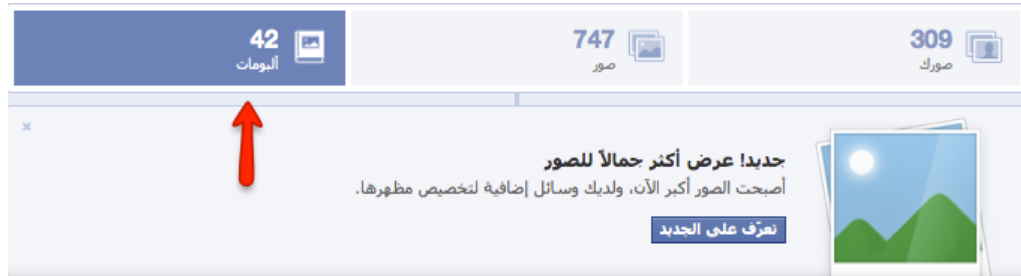 309
صورك
747
صور
42
ألبومات
جديد! عرض أكثر جمالاً للصور
أصبحت الصور أكبر الآن، ولديك وسائل إضافية لتخصيص مظهرها.
تعرّف على الجديد